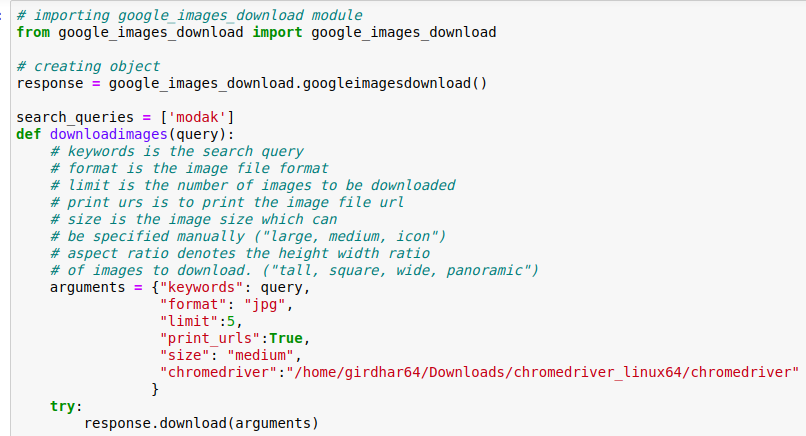 # importing google_images_download module
from google_images_download import google_images_download

# creating object
response = google_images_download.googleimagesdownload()

search_queries = ['modak']
def downloadimages(query):
    # keywords is the search query
    # format is the image file format
    # limit is the number of images to be downloaded
    # print urs is to print the image file url
    # size is the image size which can
    # be specified manually ("large, medium, icon")
    # aspect ratio denotes the height width ratio
    # of images to download. ("tall, square, wide, panoramic")
    arguments = {"keywords": query,
                 "format": "jpg",
                 "limit":5,
                 "print_urls":True,
                 "size": "medium",
                 "chromedriver":"/home/girdhar64/Downloads/chromedriver_linux64/chromedriver"
                }
    try:
        response.download(arguments)